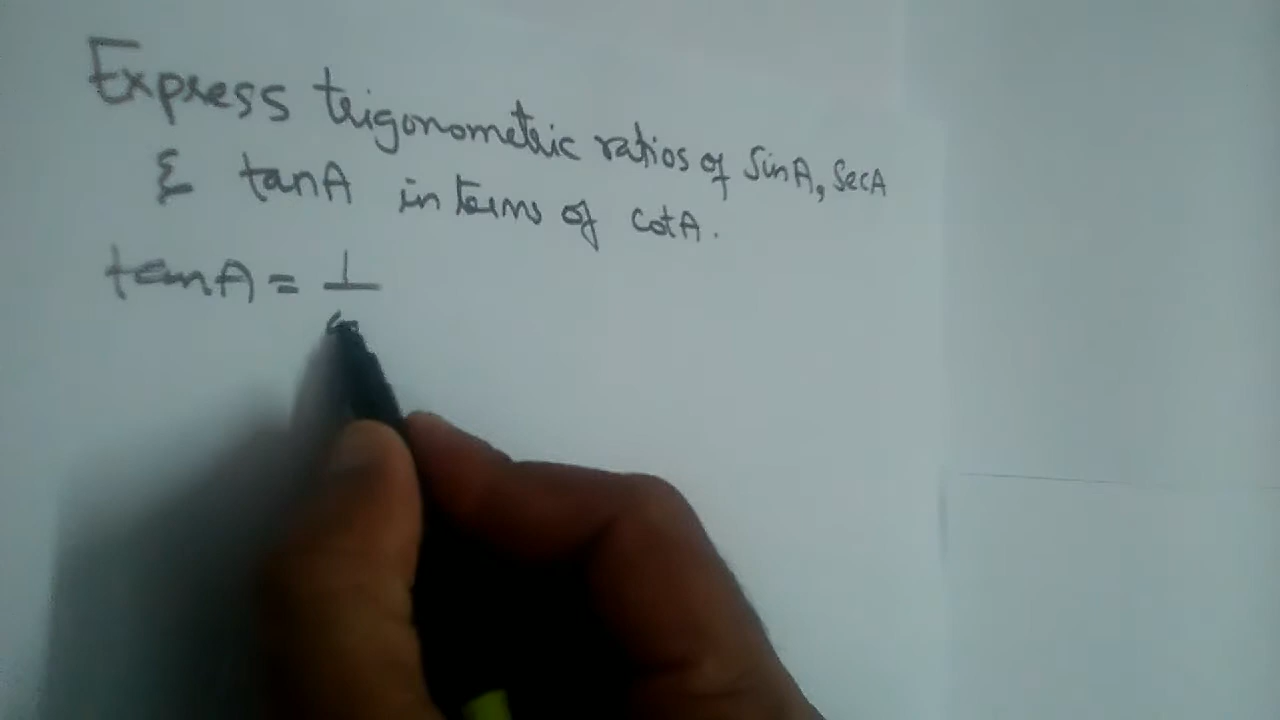 Express trigonometric ratios of SinA, SecA
& tanA in terms of cotA.
tanA = 1/